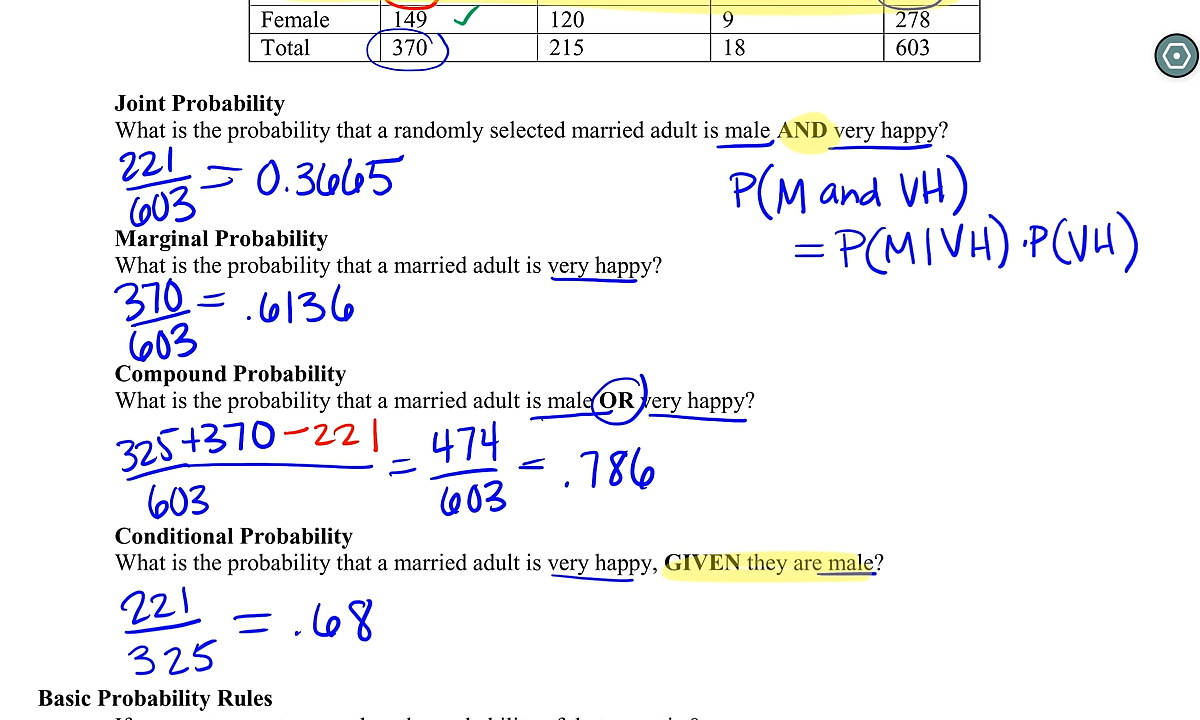 Female 149 ✓ 120 9 278
Total 370 215 18 603
Joint Probability
What is the probability that a randomly selected married adult is male AND very happy?
221/603 = 0.3665
P(M and VH)
= P(M|VH) · P(VH)
Marginal Probability
What is the probability that a married adult is very happy?
370/603 = .6136
Compound Probability
What is the probability that a married adult is male OR very happy?
325+370-221/603 = 474/603 = .786
Conditional Probability
What is the probability that a married adult is very happy, GIVEN they are male?
221/325 = .68
Basic Probability Rules